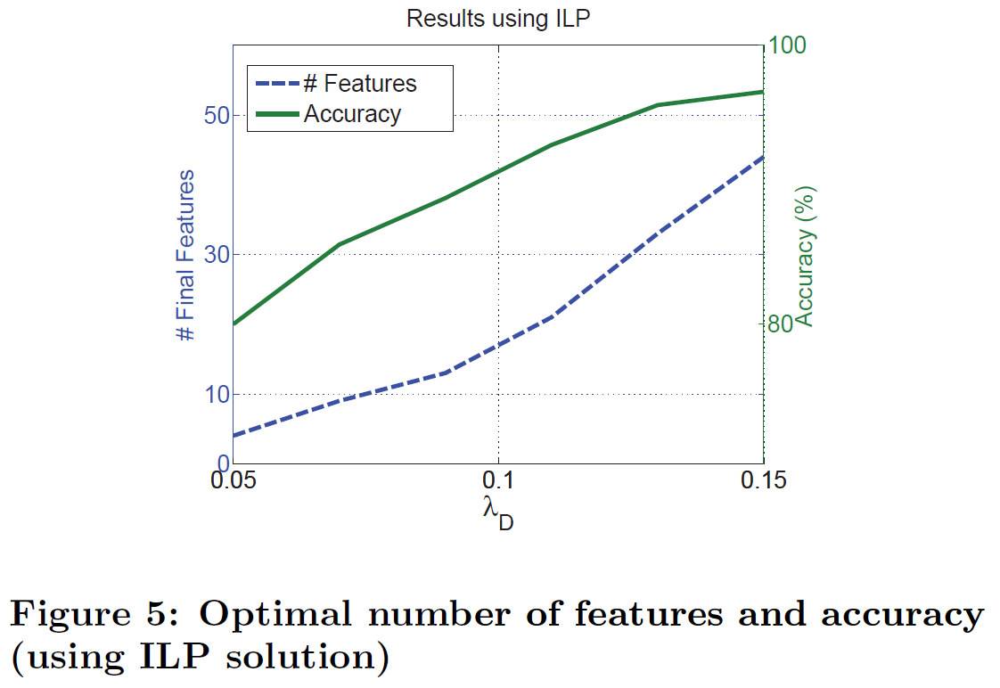 Results using ILP
# Features
Accuracy
# Final Features
50
30
10
0
100
80
Accuracy (%)
0.05
0.1
0.15
λD
Figure 5: Optimal number of features and accuracy
(using ILP solution)